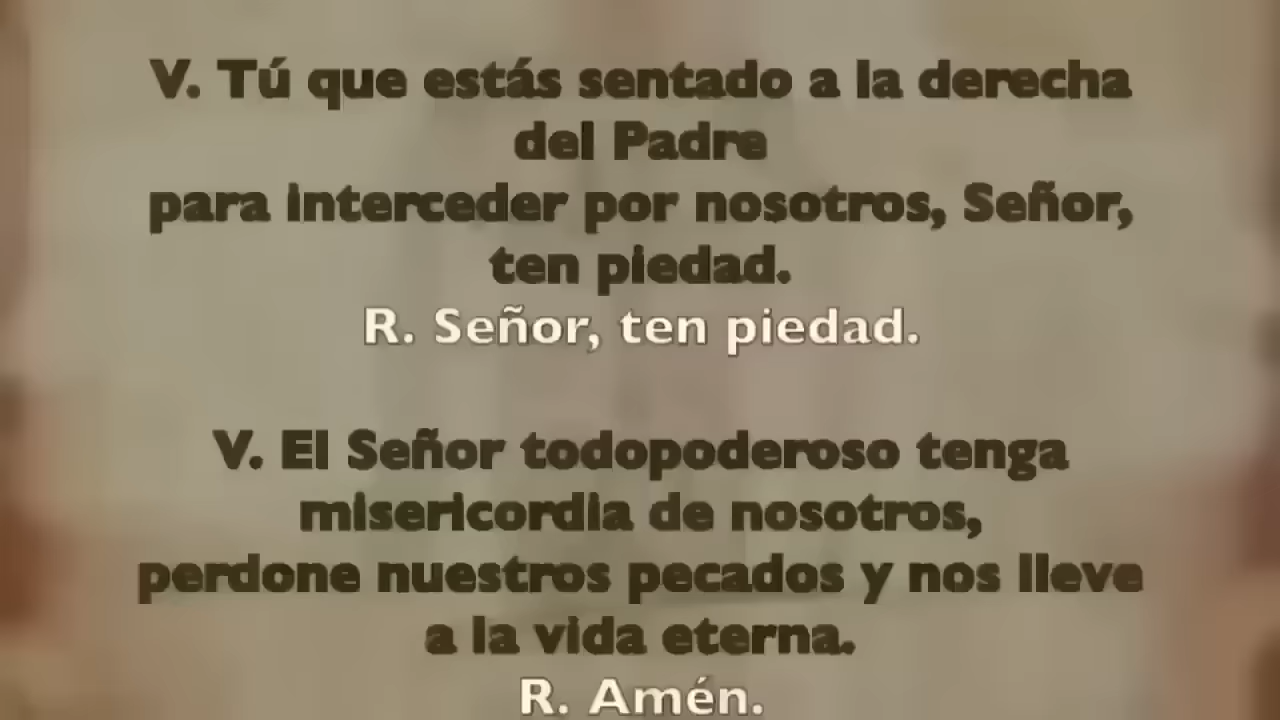 V. Tú que estás sentado a la derecha
del Padre
para interceder por nosotros, Señor,
ten piedad.
R. Señor, ten piedad.
V. El Señor todopoderoso tenga
misericordia de nosotros,
perdone nuestros pecados y nos lleve
a la vida eterna.
R. Amén.